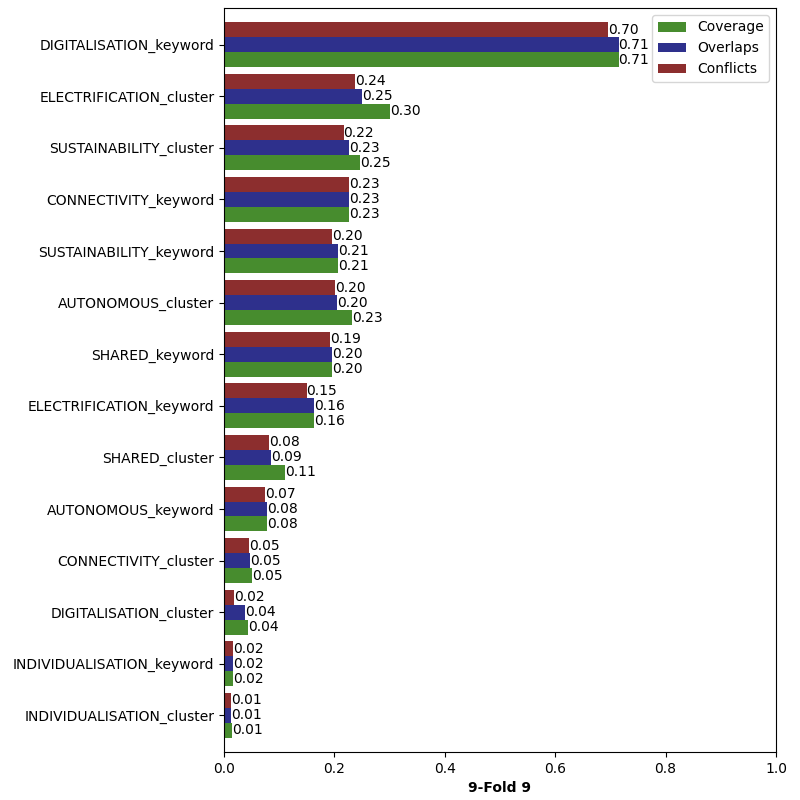 Coverage
Overlaps
Conflicts
DIGITALISATION_keyword
0.70
0.71
0.71
ELECTRIFICATION_cluster
0.24
0.25
0.30
SUSTAINABILITY_cluster
0.22
0.23
0.25
CONNECTIVITY_keyword
0.23
0.23
0.23
SUSTAINABILITY_keyword
0.20
0.21
0.21
AUTONOMOUS_cluster
0.20
0.20
0.23
SHARED_keyword
0.19
0.20
0.20
ELECTRIFICATION_keyword
0.15
0.16
0.16
SHARED_cluster
0.08
0.09
0.11
AUTONOMOUS_keyword
0.07
0.08
0.08
CONNECTIVITY_cluster
0.05
0.05
0.05
DIGITALISATION_cluster
0.02
0.04
0.04
INDIVIDUALISATION_keyword
0.02
0.02
0.02
INDIVIDUALISATION_cluster
0.01
0.01
0.01
0.0 0.2 0.4 0.6 0.8 1.0
9-Fold 9